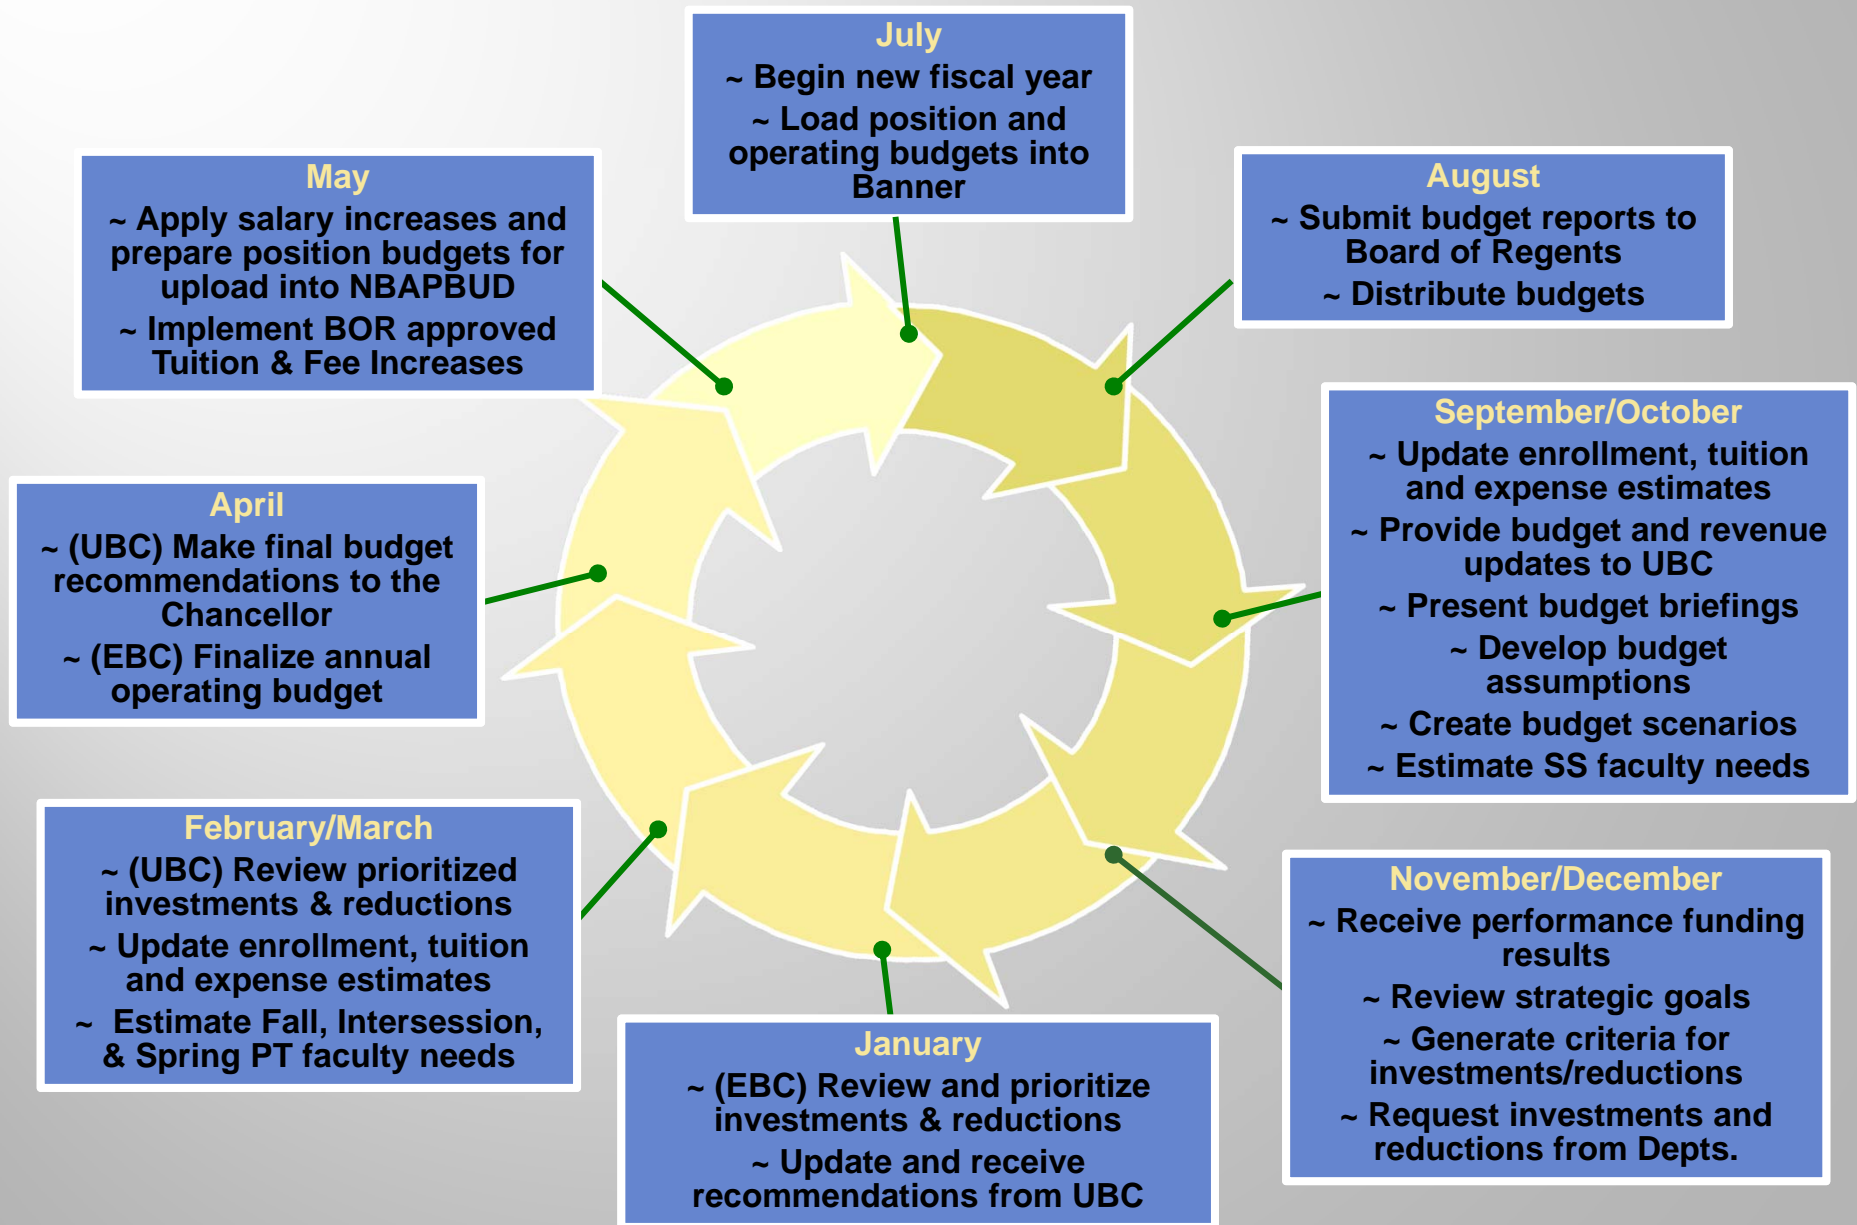 July
~ Begin new fiscal year
~ Load position and
operating budgets into
Banner
August
~ Submit budget reports to
Board of Regents
~ Distribute budgets
September/October
~ Update enrollment, tuition
and expense estimates
~ Provide budget and revenue
updates to UBC
~ Present budget briefings
~ Develop budget
assumptions
~ Create budget scenarios
~ Estimate SS faculty needs
November/December
~ Receive performance funding
results
~ Review strategic goals
~ Generate criteria for
investments/reductions
~ Request investments and
reductions from Depts.
January
~ (EBC) Review and prioritize
investments & reductions
~ Update and receive
recommendations from UBC
February/March
~ (UBC) Review prioritized
investments & reductions
~ Update enrollment, tuition
and expense estimates
~ Estimate Fall, Intersession,
& Spring PT faculty needs
April
~ (UBC) Make final budget
recommendations to the
Chancellor
~ (EBC) Finalize annual
operating budget
May
~ Apply salary increases and
prepare position budgets for
upload into NBAPBUD
~ Implement BOR approved
Tuition & Fee Increases